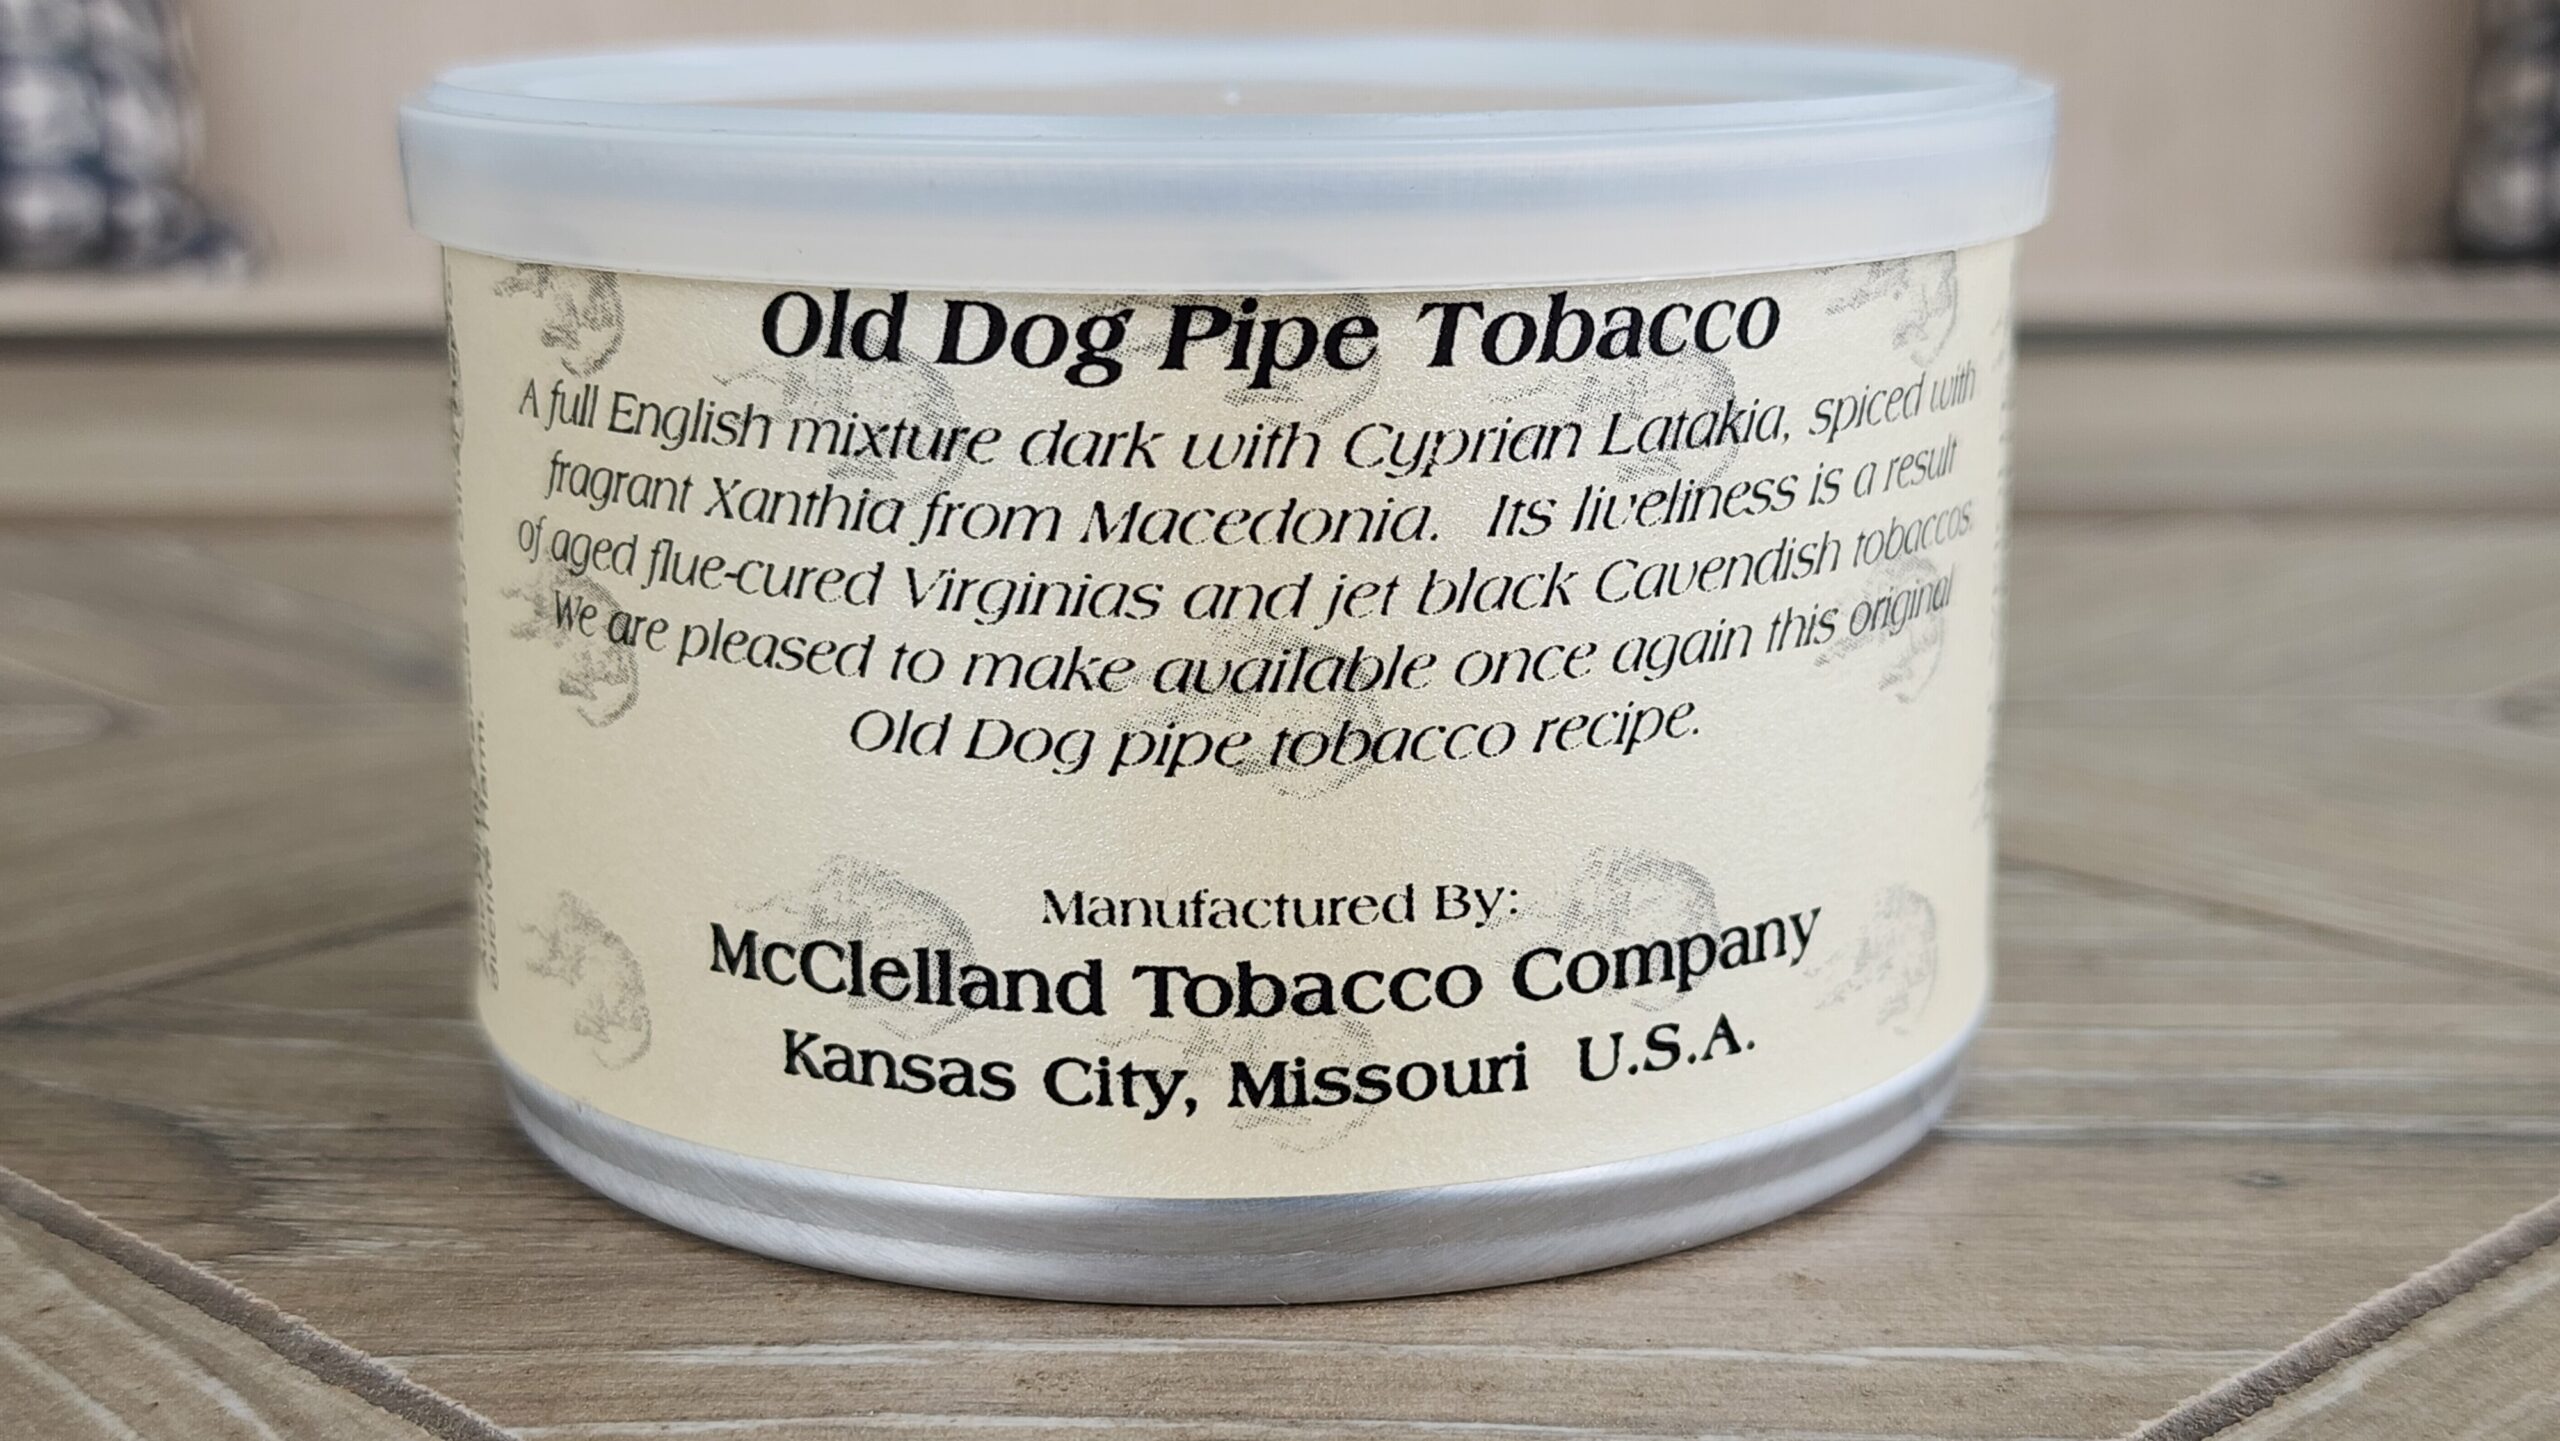 Old Dog Pipe Tobacco
A full English mixture dark with Cyprian Latakia, spiced with
fragrant Xanthia from Macedonia. Its liveliness is a result
of aged flue-cured Virginias and jet black Cavendish tobaccos.
We are pleased to make available once again this original
Old Dog pipe tobacco recipe.
Manufactured By:
McClelland Tobacco Company
Kansas City, Missouri U.S.A.